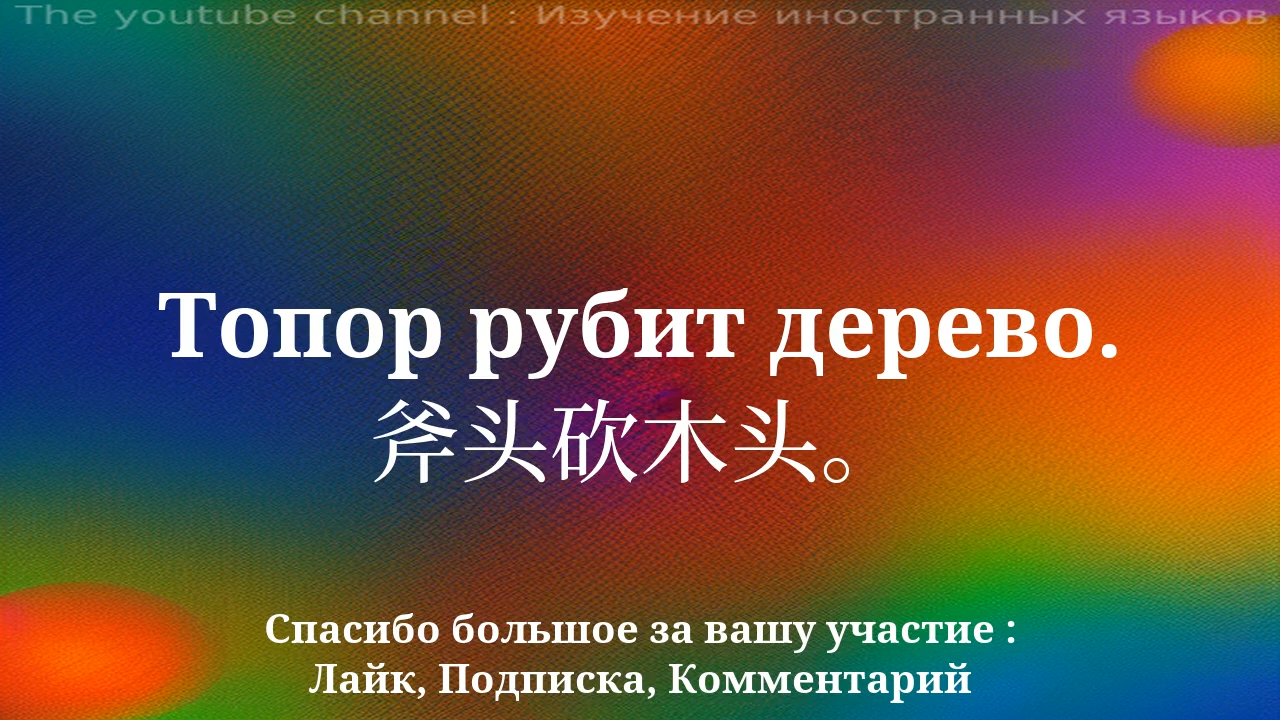 The youtube channel : Изучение иностранных языков
Топор рубит дерево.
斧头砍木头。
Спасибо большое за вашу участие :
Лайк, Подписка, Комментарий